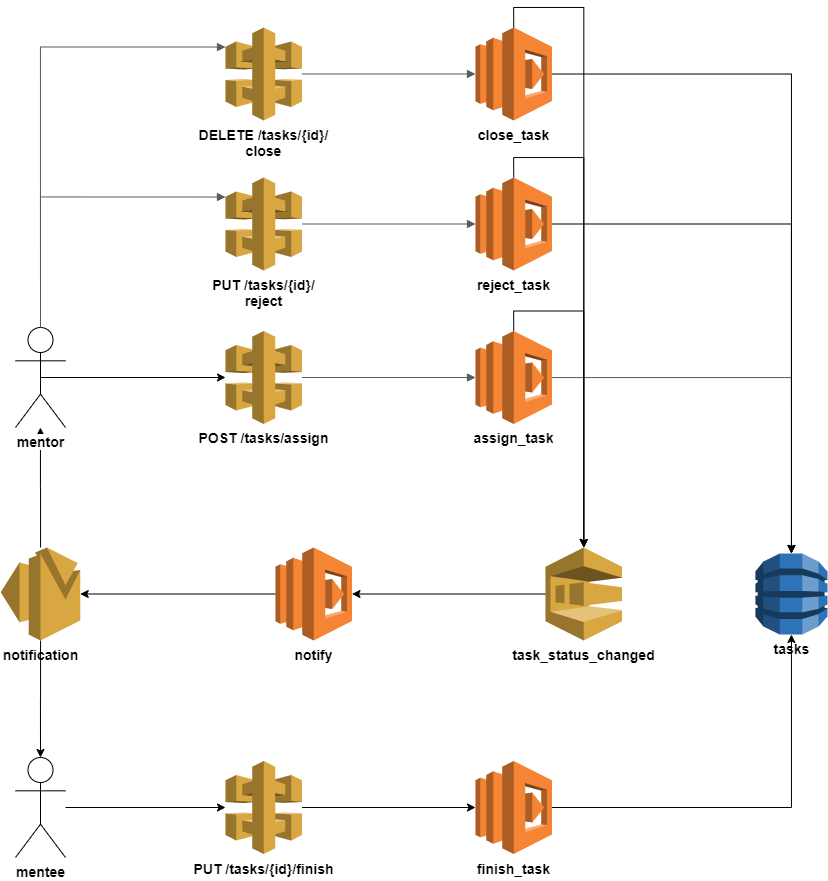 DELETE /tasks/{id}/
close
close_task
PUT /tasks/{id}/
reject
reject_task
mentor
POST /tasks/assign
assign_task
notification
notify
task_status_changed
tasks
mentee
PUT /tasks/{id}/finish
finish_task